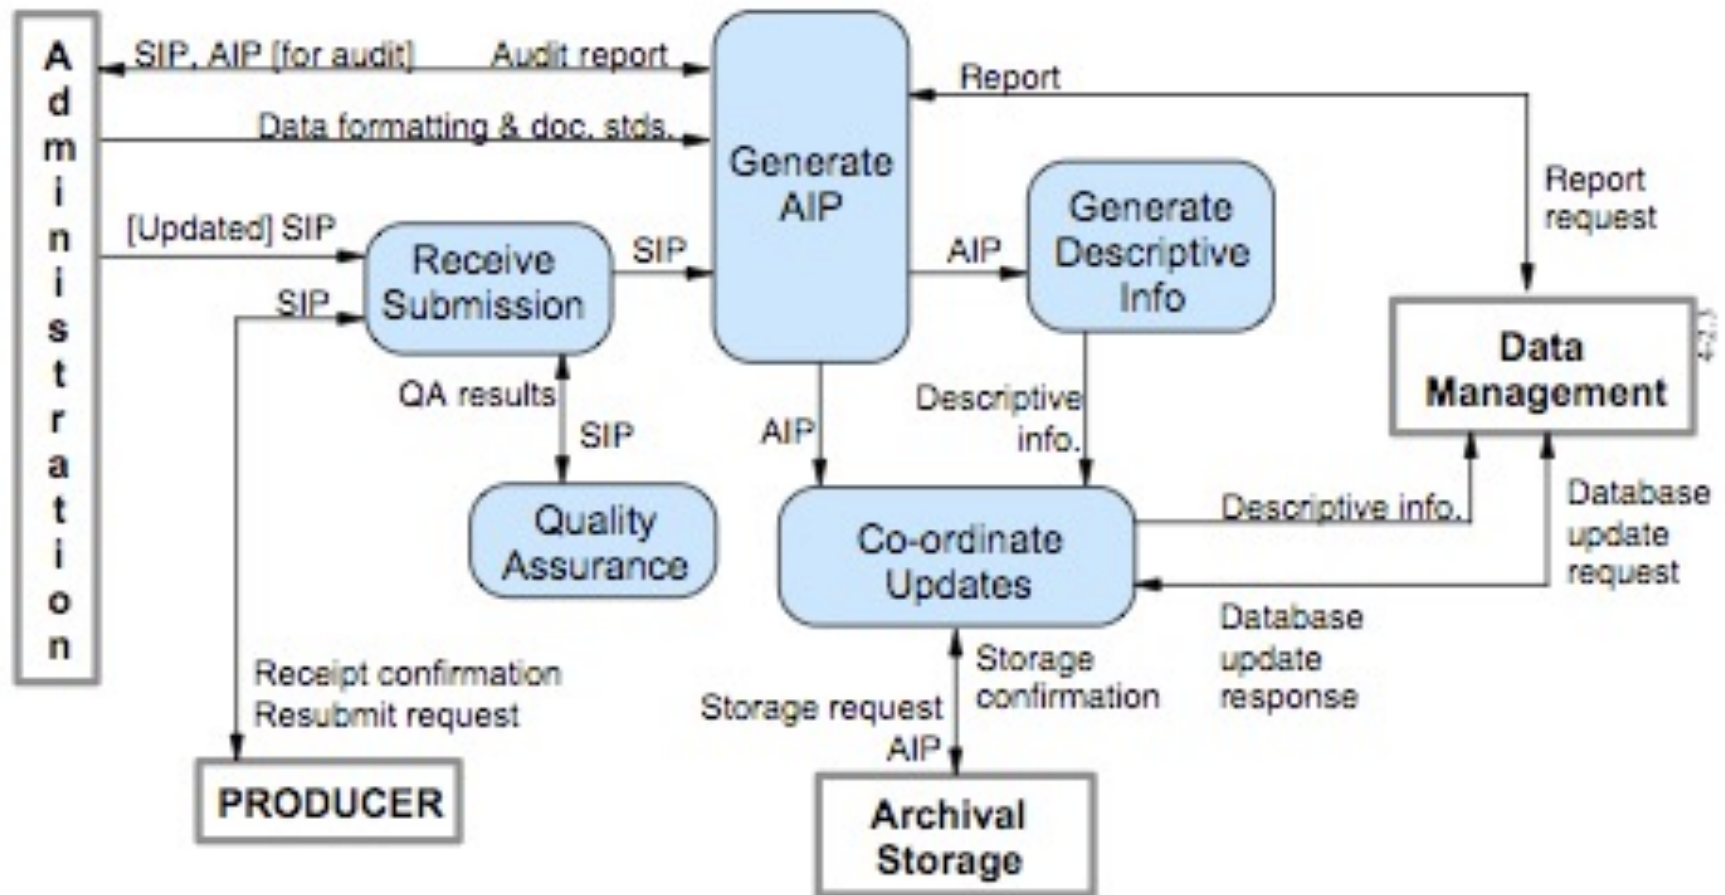 Administration
SIP, AIP [for audit]
Audit report
Data formatting & doc. stds.
[Updated] SIP
SIP
Receive
Submission
SIP
Generate
AIP
Report
AIP
Generate
Descriptive
Info
Report
request
Data
Management
4-2.3
QA results
SIP
Quality
Assurance
AIP
Descriptive
info.
Co-ordinate
Updates
Descriptive info.
Database
update
request
Database
update
response
Receipt confirmation
Resubmit request
PRODUCER
Storage
confirmation
Storage request
AIP
Archival
Storage